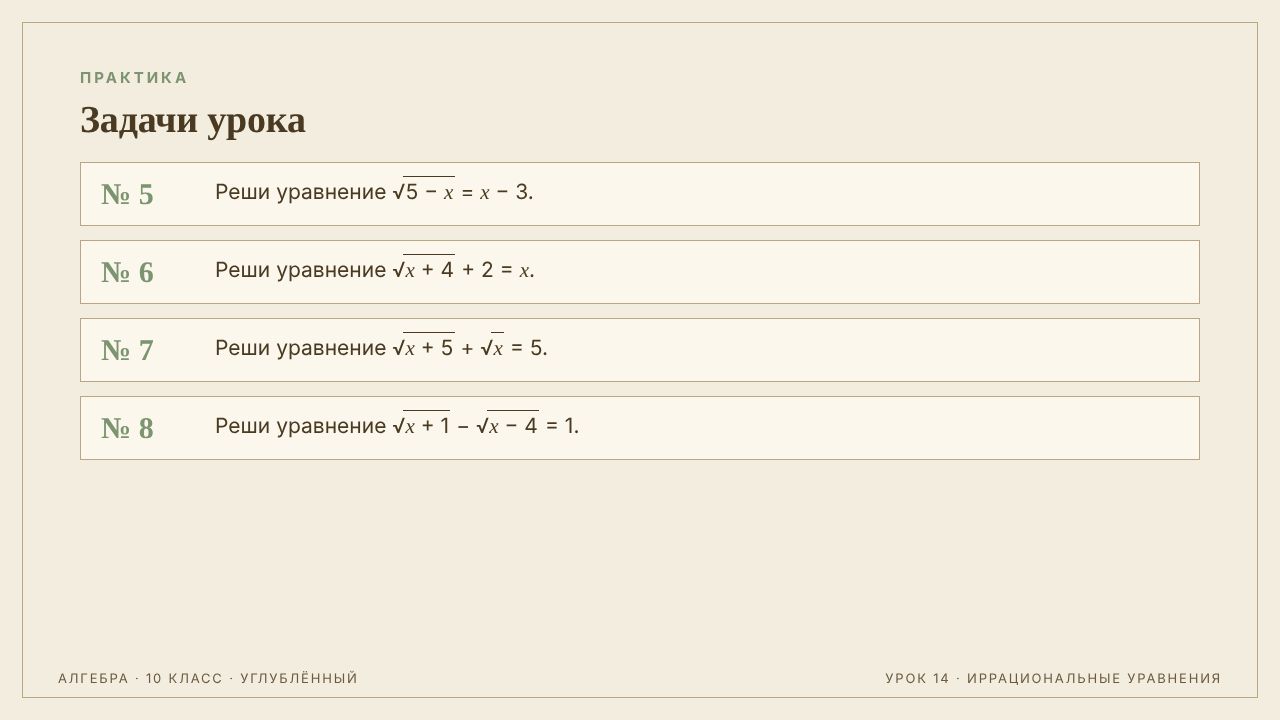 ПРАКТИКА
Задачи урока
№ 5 Реши уравнение √5 − x = x − 3.
№ 6 Реши уравнение √x + 4 + 2 = x.
№ 7 Реши уравнение √x + 5 + √x = 5.
№ 8 Реши уравнение √x + 1 − √x − 4 = 1.
АЛГЕБРА · 10 КЛАСС · УГЛУБЛЁННЫЙ
УРОК 14 · ИРРАЦИОНАЛЬНЫЕ УРАВНЕНИЯ